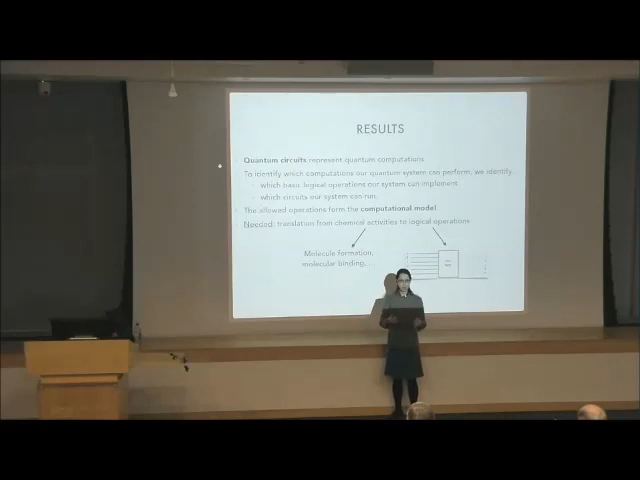 RESULTS
Quantum circuits represent quantum computations.
To identify which computations our quantum system can perform, we identify
which basic logical operations our system can implement
which circuits our system can run.
The allowed operations form the computational model.
Needed: translation from chemical activities to logical operations
Molecule formation,
molecular binding, ...